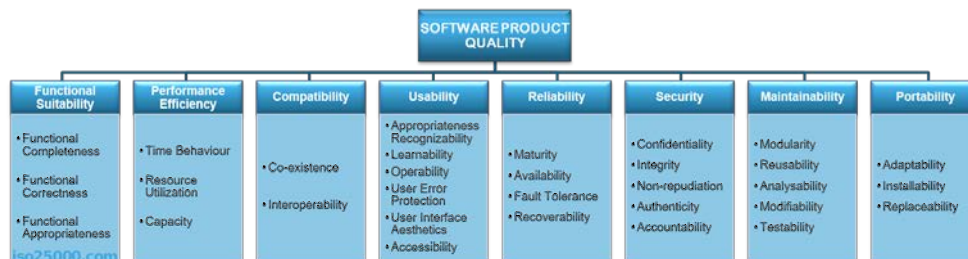 SOFTWARE PRODUCT
QUALITY
Functional
Suitability
• Functional
Completeness
• Functional
Correctness
• Functional
Appropriateness
Performance
Efficiency
• Time Behaviour
• Resource
Utilization
• Capacity
Compatibility
• Co-existence
• Interoperability
Usability
• Appropriateness
Recognizability
• Learnability
• Operability
• User Error
Protection
• User Interface
Aesthetics
• Accessibility
Reliability
• Maturity
• Availability
• Fault Tolerance
• Recoverability
Security
• Confidentiality
• Integrity
• Non-repudiation
• Authenticity
• Accountability
Maintainability
• Modularity
• Reusability
• Analysability
• Modifiability
• Testability
Portability
• Adaptability
• Installability
• Replaceability
iso25000.com